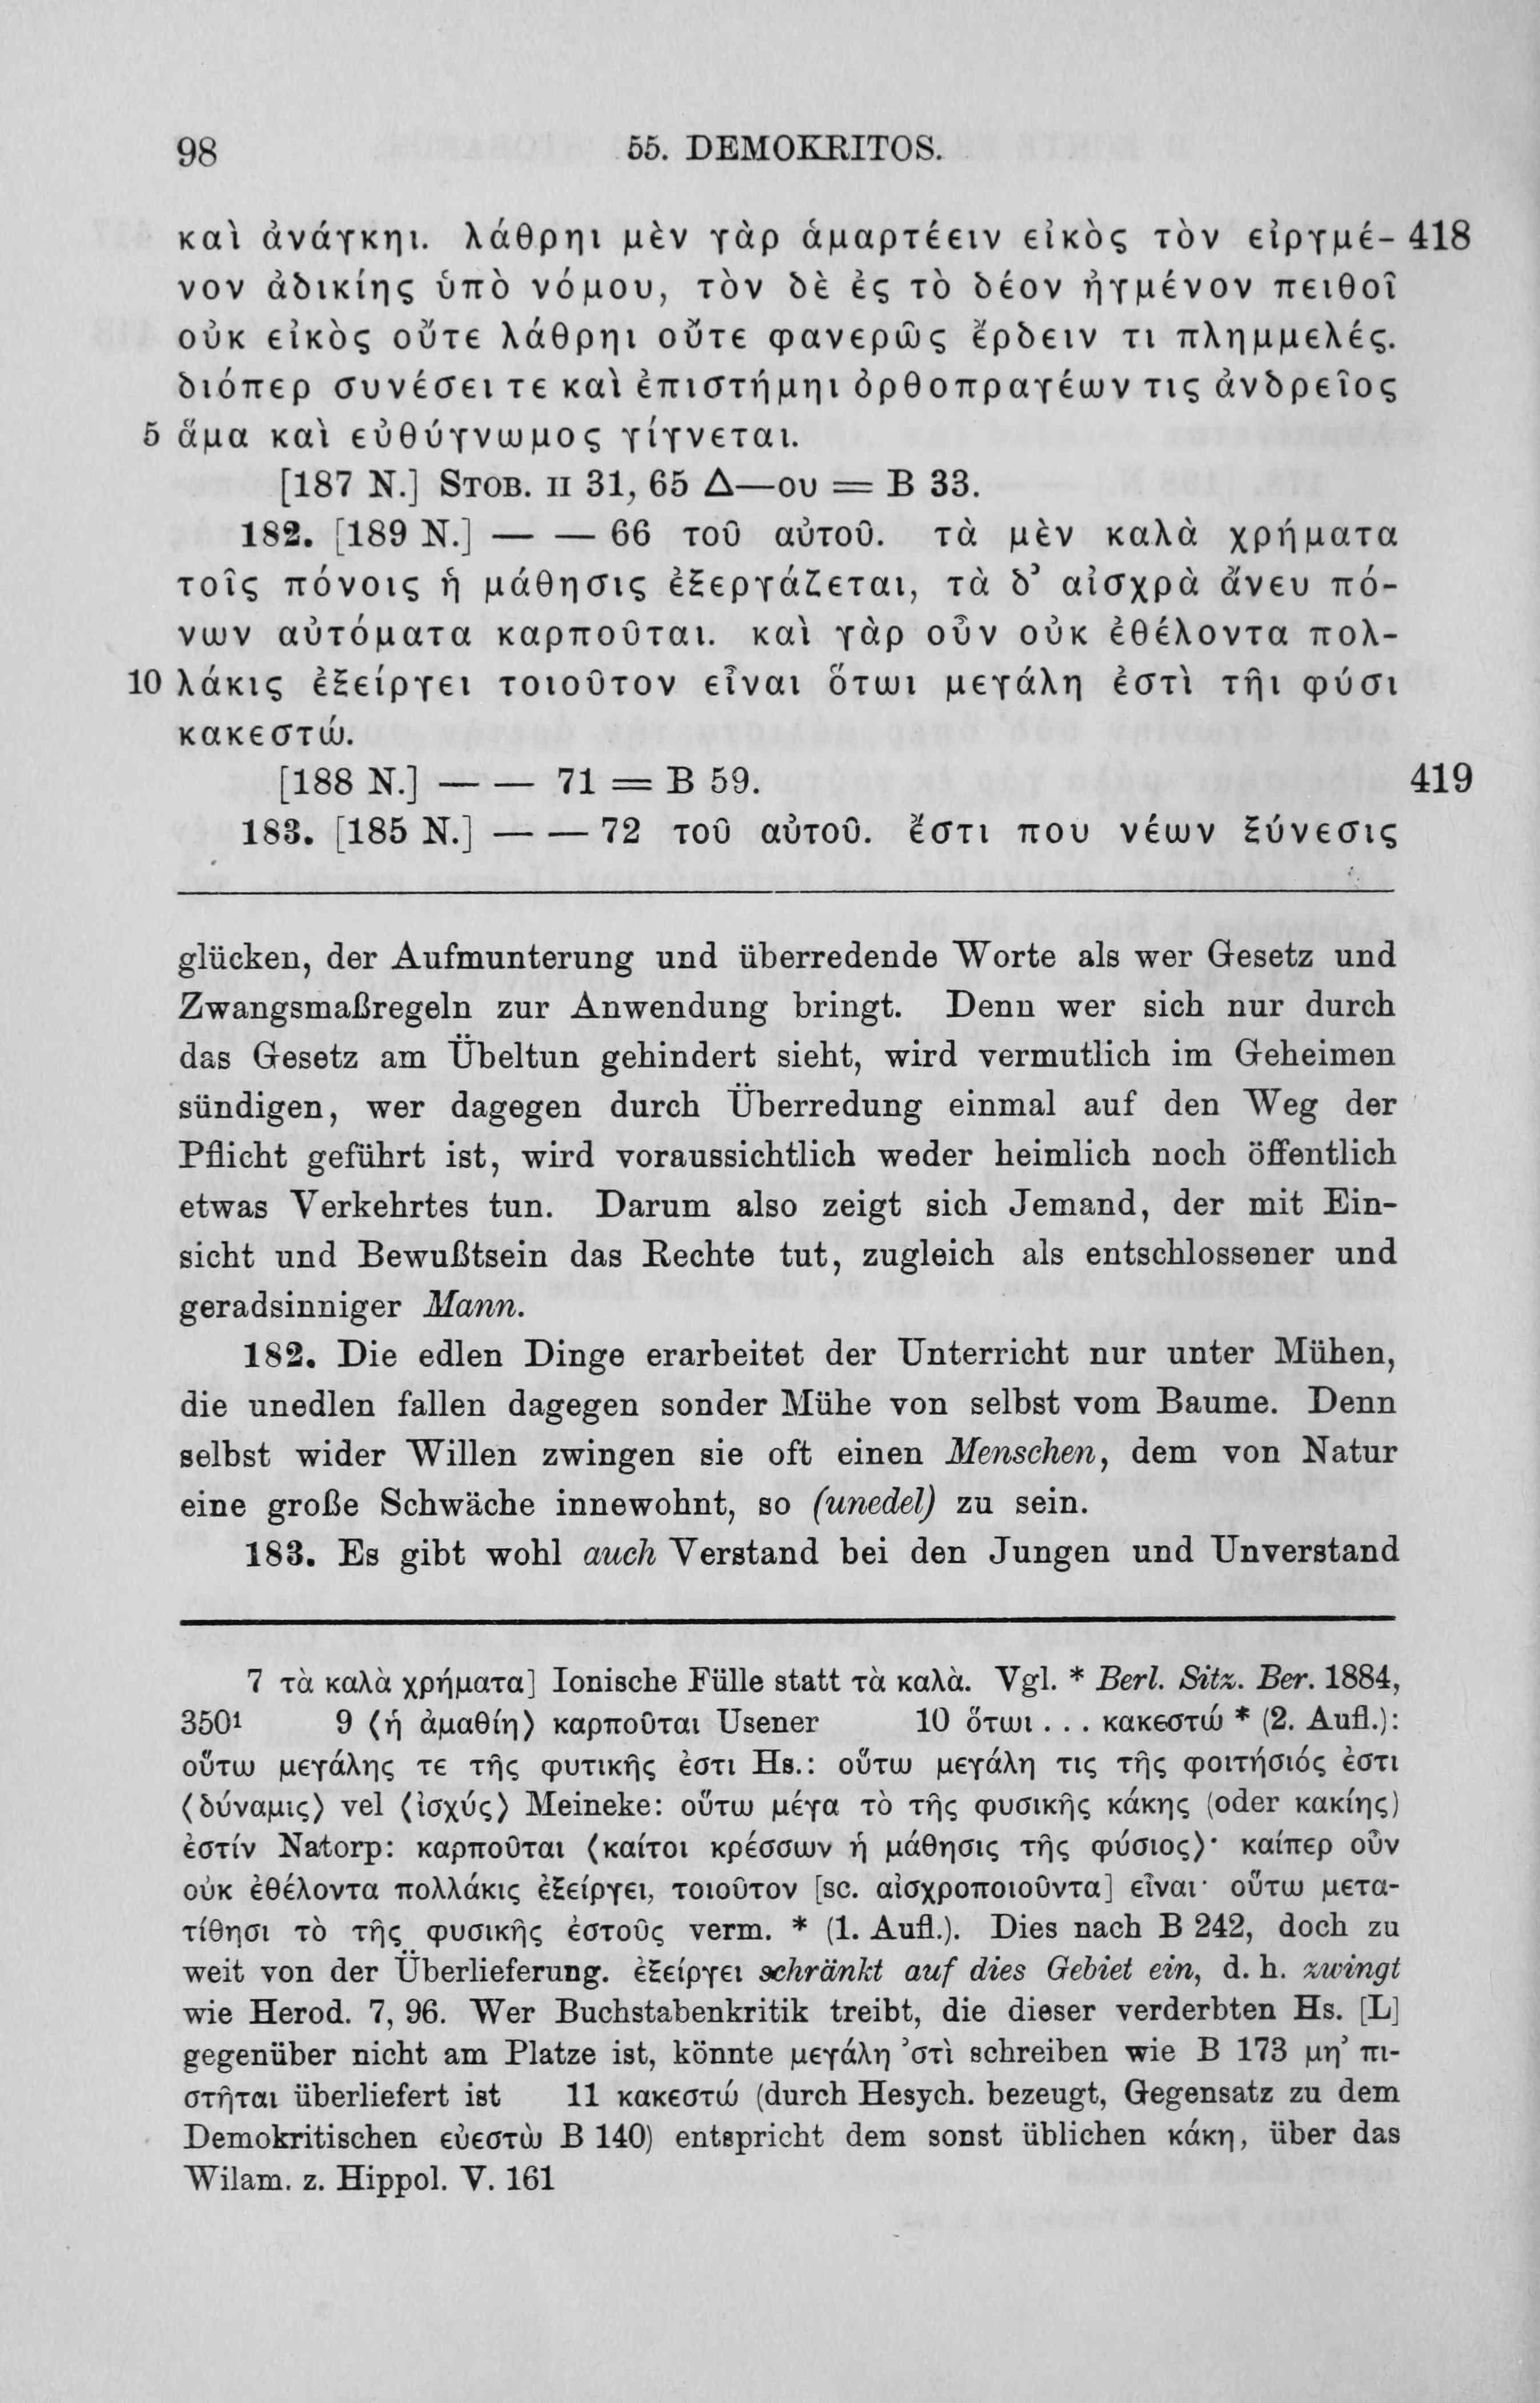 98 55. DEMOKRITOS.
καὶ ἀνάγκηι. λάθρηι μὲν γὰρ ἁμαρτέειν εἰκὸς τὸν εἰργμέ- 418
νον ἀδικίης ὑπὸ νόμου, τὸν δὲ ἐς τὸ δέον ἠγμένον πειθοῖ
οὐκ εἰκὸς οὔτε λάθρηι οὔτε φανερῶς ἔρδειν τι πλημμελές.
διόπερ συνέσει τε καὶ ἐπιστήμηι ὀρθοπραγέων τις ἀνδρεῖος
5 ἅμα καὶ εὐθύγνωμος γίγνεται.
[187 N.] STOB. II 31, 65 Δ—ου = B 33.
182. [189 N.] — — 66 τοῦ αὐτοῦ. τὰ μὲν καλὰ χρήματα
τοῖς πόνοις ἡ μάθησις ἐξεργάζεται, τὰ δ’ αἰσχρὰ ἄνευ πό-
νων αὐτόματα καρποῦται. καὶ γὰρ οὖν οὐκ ἐθέλοντα πολ-
10 λάκις ἐξείργει τοιοῦτον εἶναι ὅτωι μεγάλη ἐστὶ τῆι φύσι
κακεστώ.
[188 N.] — — 71 = B 59. 419
183. [185 N.] — — 72 τοῦ αὐτοῦ. ἔστι που νέων ξύνεσις
glücken, der Aufmunterung und überredende Worte als wer Gesetz und
Zwangsmaßregeln zur Anwendung bringt. Denn wer sich nur durch
das Gesetz am Übeltun gehindert sieht, wird vermutlich im Geheimen
sündigen, wer dagegen durch Überredung einmal auf den Weg der
Pflicht geführt ist, wird voraussichtlich weder heimlich noch öffentlich
etwas Verkehrtes tun. Darum also zeigt sich Jemand, der mit Ein-
sicht und Bewußtsein das Rechte tut, zugleich als entschlossener und
geradsinniger Mann.
182. Die edlen Dinge erarbeitet der Unterricht nur unter Mühen,
die unedlen fallen dagegen sonder Mühe von selbst vom Baume. Denn
selbst wider Willen zwingen sie oft einen Menschen, dem von Natur
eine große Schwäche innewohnt, so (unedel) zu sein.
183. Es gibt wohl auch Verstand bei den Jungen und Unverstand
7 τὰ καλὰ χρήματα] Ionische Fülle statt τὰ καλὰ. Vgl. * Berl. Sitz. Ber. 1884,
350¹ 9 ⟨ἡ ἀμαθίη⟩ καρποῦται Usener 10 ὅτωι . . . κακεστώ * (2. Aufl.):
οὕτω μεγάλης τε τῆς φυτικῆς ἐστι Hs.: οὕτω μεγάλη τις τῆς φοιτήσιός ἐστι
⟨δύναμις⟩ vel ⟨ἰσχύς⟩ Meineke: οὕτω μέγα τὸ τῆς φυσικῆς κάκης (oder κακίης)
ἐστίν Natorp: καρποῦται ⟨καίτοι κρέσσων ἡ μάθησις τῆς φύσιος⟩· καίπερ οὖν
οὐκ ἐθέλοντα πολλάκις ἐξείργει, τοιοῦτον [sc. αἰσχροποιοῦντα] εἶναι· οὕτω μετα-
τίθησι τὸ τῆς φυσικῆς ἐστοῦς verm. * (1. Aufl.). Dies nach B 242, doch zu
weit von der Überlieferung. ἐξείργει schränkt auf dies Gebiet ein, d. h. zwingt
wie Herod. 7, 96. Wer Buchstabenkritik treibt, die dieser verderbten Hs. [L]
gegenüber nicht am Platze ist, könnte μεγάλη ’στὶ schreiben wie B 173 μη’ πι-
στῆται überliefert ist 11 κακεστώ (durch Hesych. bezeugt, Gegensatz zu dem
Demokritischen εὐεστὼ B 140) entspricht dem sonst üblichen κάκη, über das
Wilam. z. Hippol. V. 161